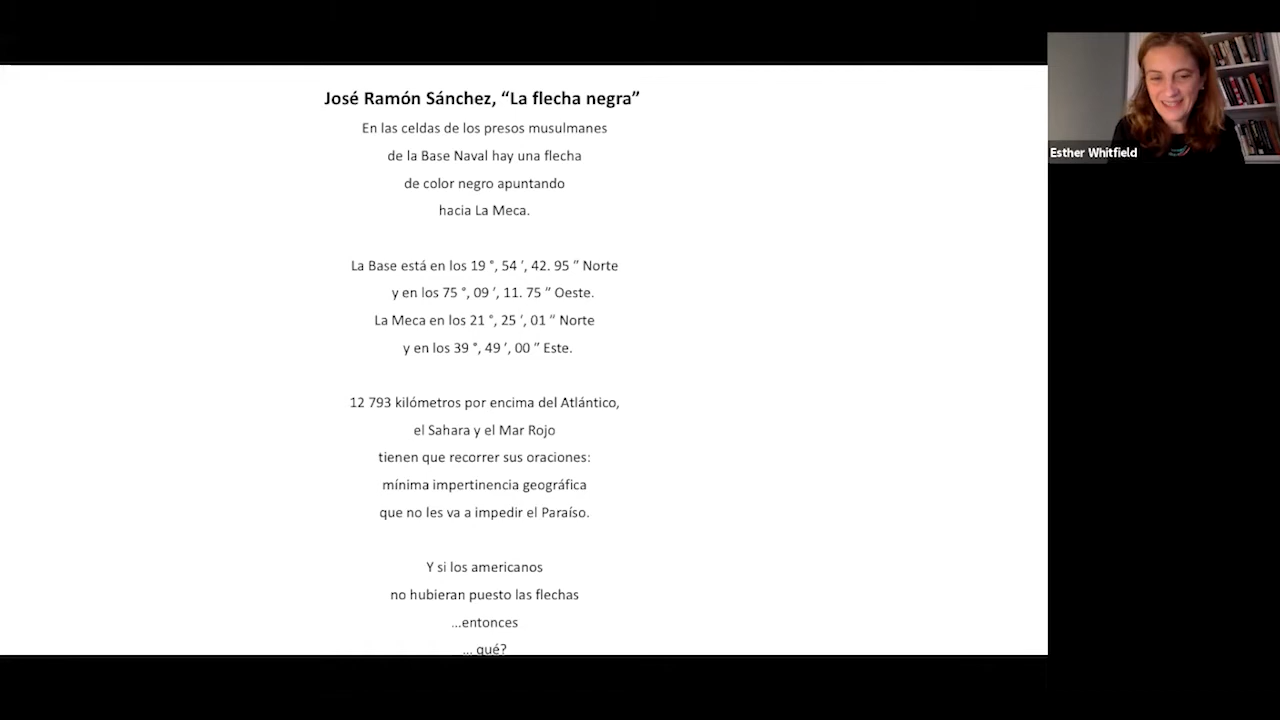 José Ramón Sánchez, “La flecha negra”
En las celdas de los presos musulmanes
de la Base Naval hay una flecha
de color negro apuntando
hacia La Meca.
La Base está en los 19 °, 54 ′, 42. 95 ″ Norte
y en los 75 °, 09 ′, 11. 75 ″ Oeste.
La Meca en los 21 °, 25 ′, 01 ″ Norte
y en los 39 °, 49 ′, 00 ″ Este.
12 793 kilómetros por encima del Atlántico,
el Sahara y el Mar Rojo
tienen que recorrer sus oraciones:
mínima impertinencia geográfica
que no les va a impedir el Paraíso.
Y si los americanos
no hubieran puesto las flechas
...entonces
... qué?
Esther Whitfield